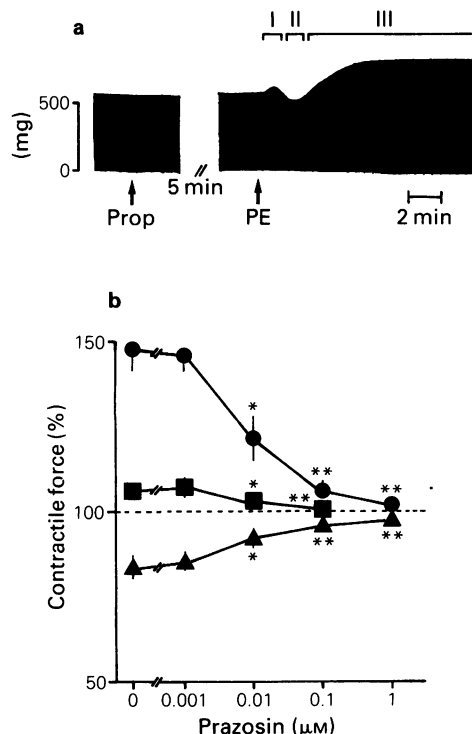 a
I II III
500
(mg)
0
5 min
Prop
PE
2 min
b
150
Contractile force (%)
100
50
* **
* ** **
* ** **
0 0.001 0.01 0.1 1
Prazosin (μM)